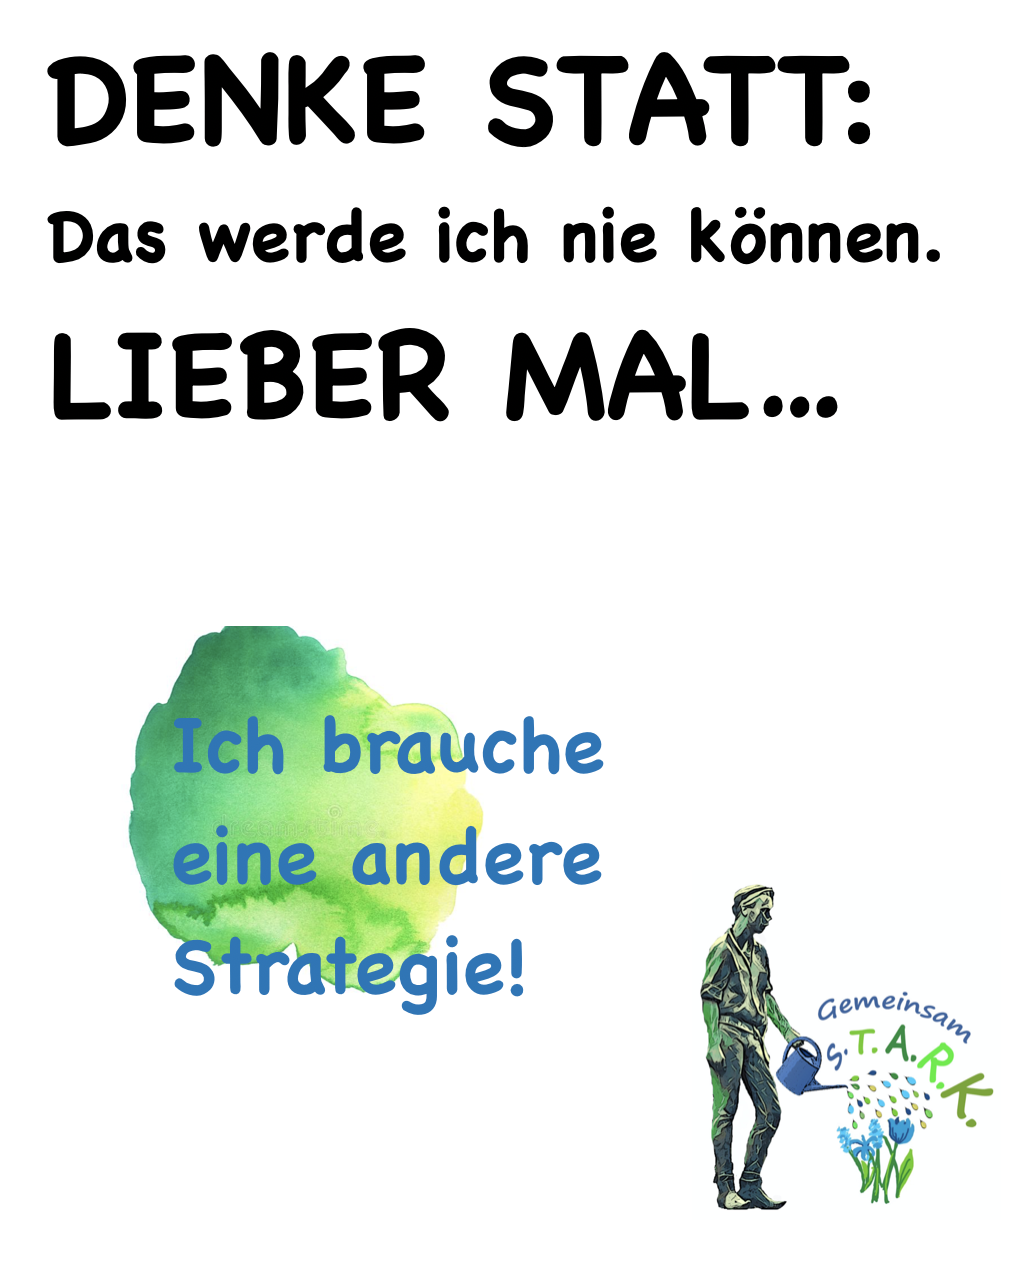 DENKE STATT:
Das werde ich nie können.
LIEBER MAL...
Ich brauche
eine andere
Strategie!
Gemeinsam
S.T.A.R.K.